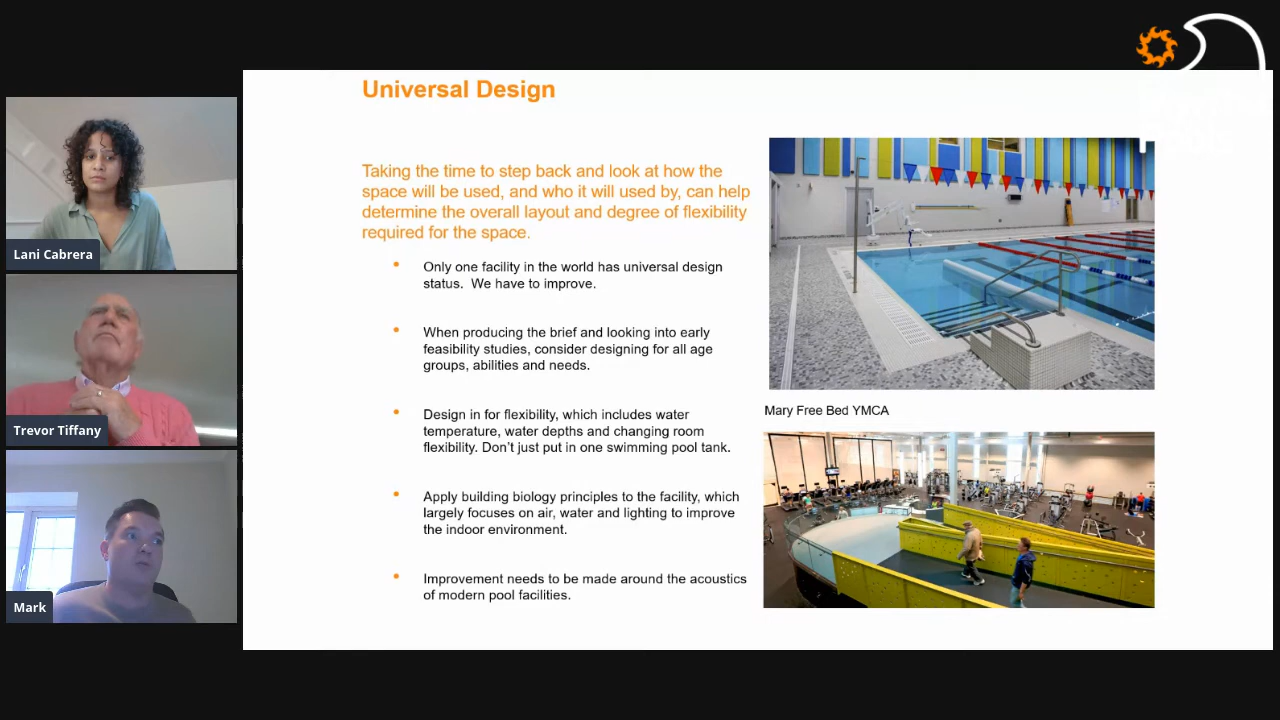 Universal Design
Taking the time to step back and look at how the
space will be used, and who it will used by, can help
determine the overall layout and degree of flexibility
required for the space.
Only one facility in the world has universal design
status.  We have to improve.
When producing the brief and looking into early
feasibility studies, consider designing for all age
groups, abilities and needs.
Design in for flexibility, which includes water
temperature, water depths and changing room
flexibility. Don't just put in one swimming pool tank.
Apply building biology principles to the facility, which
largely focuses on air, water and lighting to improve
the indoor environment.
Improvement needs to be made around the acoustics
of modern pool facilities.
Mary Free Bed YMCA
Lani Cabrera
Trevor Tiffany
Mark